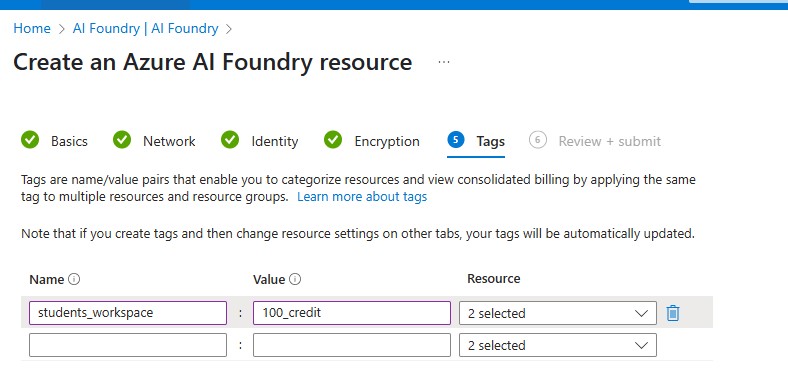 Home > AI Foundry | AI Foundry >
Create an Azure AI Foundry resource ...
Basics Network Identity Encryption 5 Tags 6 Review + submit
Tags are name/value pairs that enable you to categorize resources and view consolidated billing by applying the same
tag to multiple resources and resource groups. Learn more about tags
Note that if you create tags and then change resource settings on other tabs, your tags will be automatically updated.
Name Value Resource
students_workspace : 100_credit 2 selected
: 2 selected